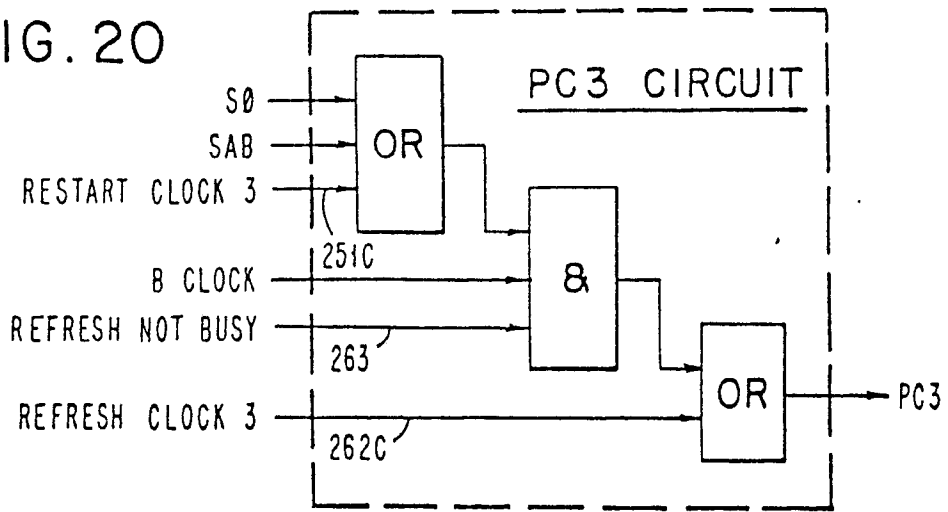 IG. 20
PC3 CIRCUIT
S0
SAB
RESTART CLOCK 3
251C
OR
B CLOCK
REFRESH NOT BUSY
263
&
REFRESH CLOCK 3
262C
OR
PC3